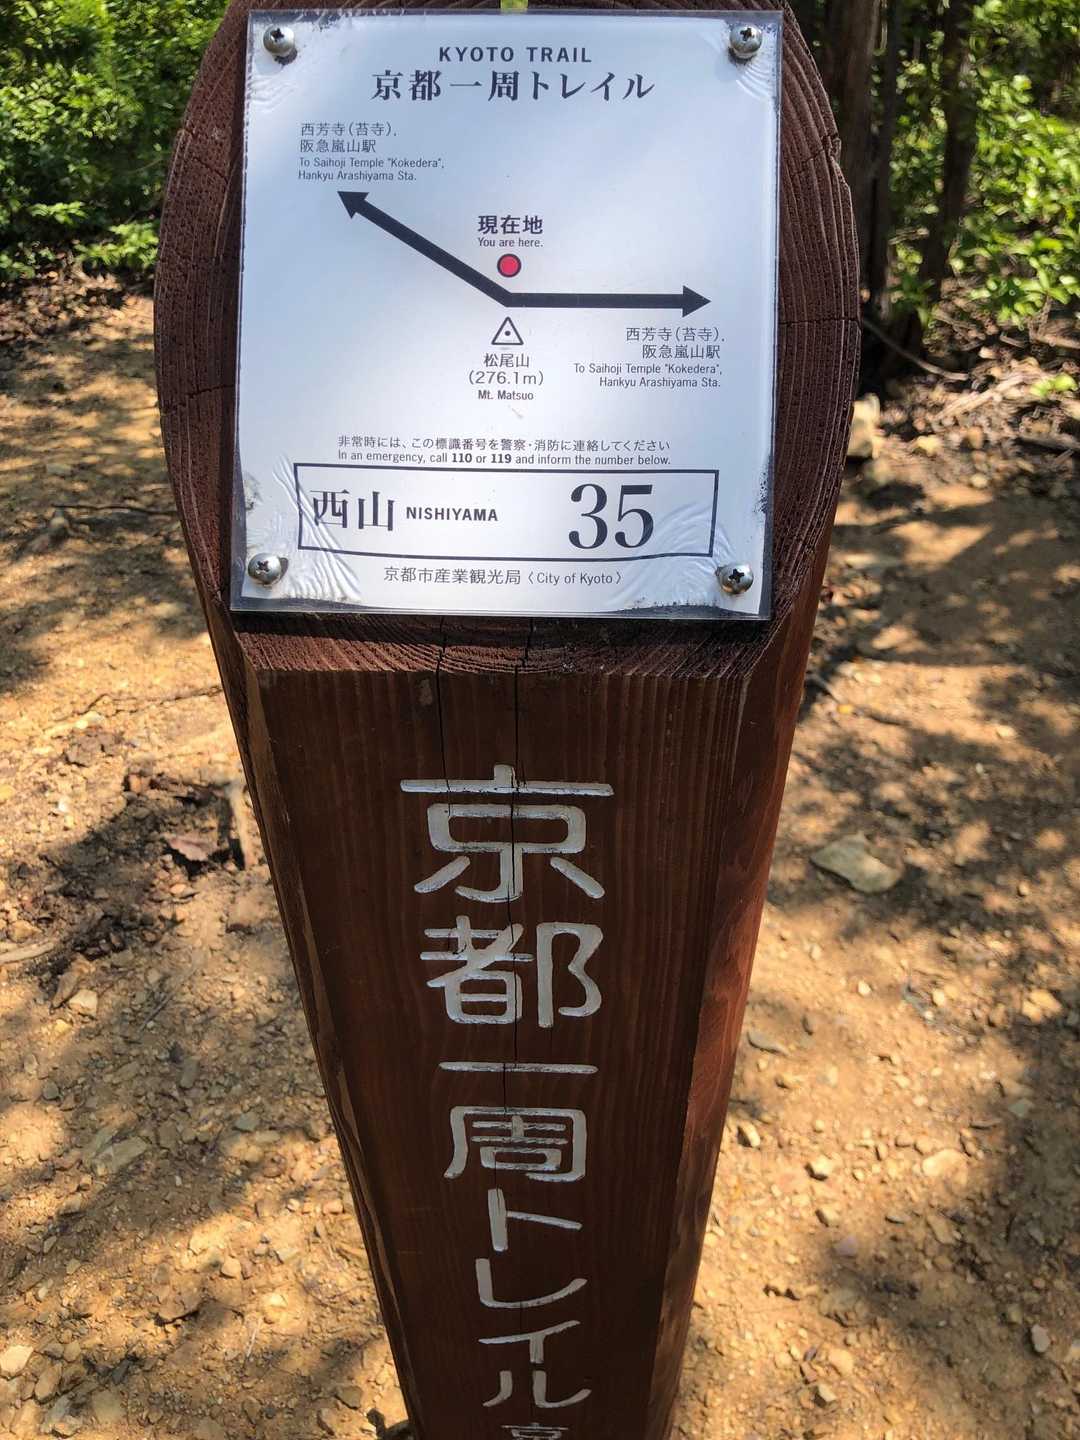 KYOTO TRAIL
京都一周トレイル
西芳寺(苔寺),
阪急嵐山駅
To Saihoji Temple "Kokedera",
Hankyu Arashiyama Sta.
現在地
You are here.
松尾山
(276.1m)
Mt. Matsuo
西芳寺(苔寺),
阪急嵐山駅
To Saihoji Temple "Kokedera",
Hankyu Arashiyama Sta.
非常時には、この標識番号を警察・消防に連絡してください
In an emergency, call 110 or 119 and inform the number below.
西山 NISHIYAMA 35
京都市産業観光局〈City of Kyoto〉
京都一周トレイル